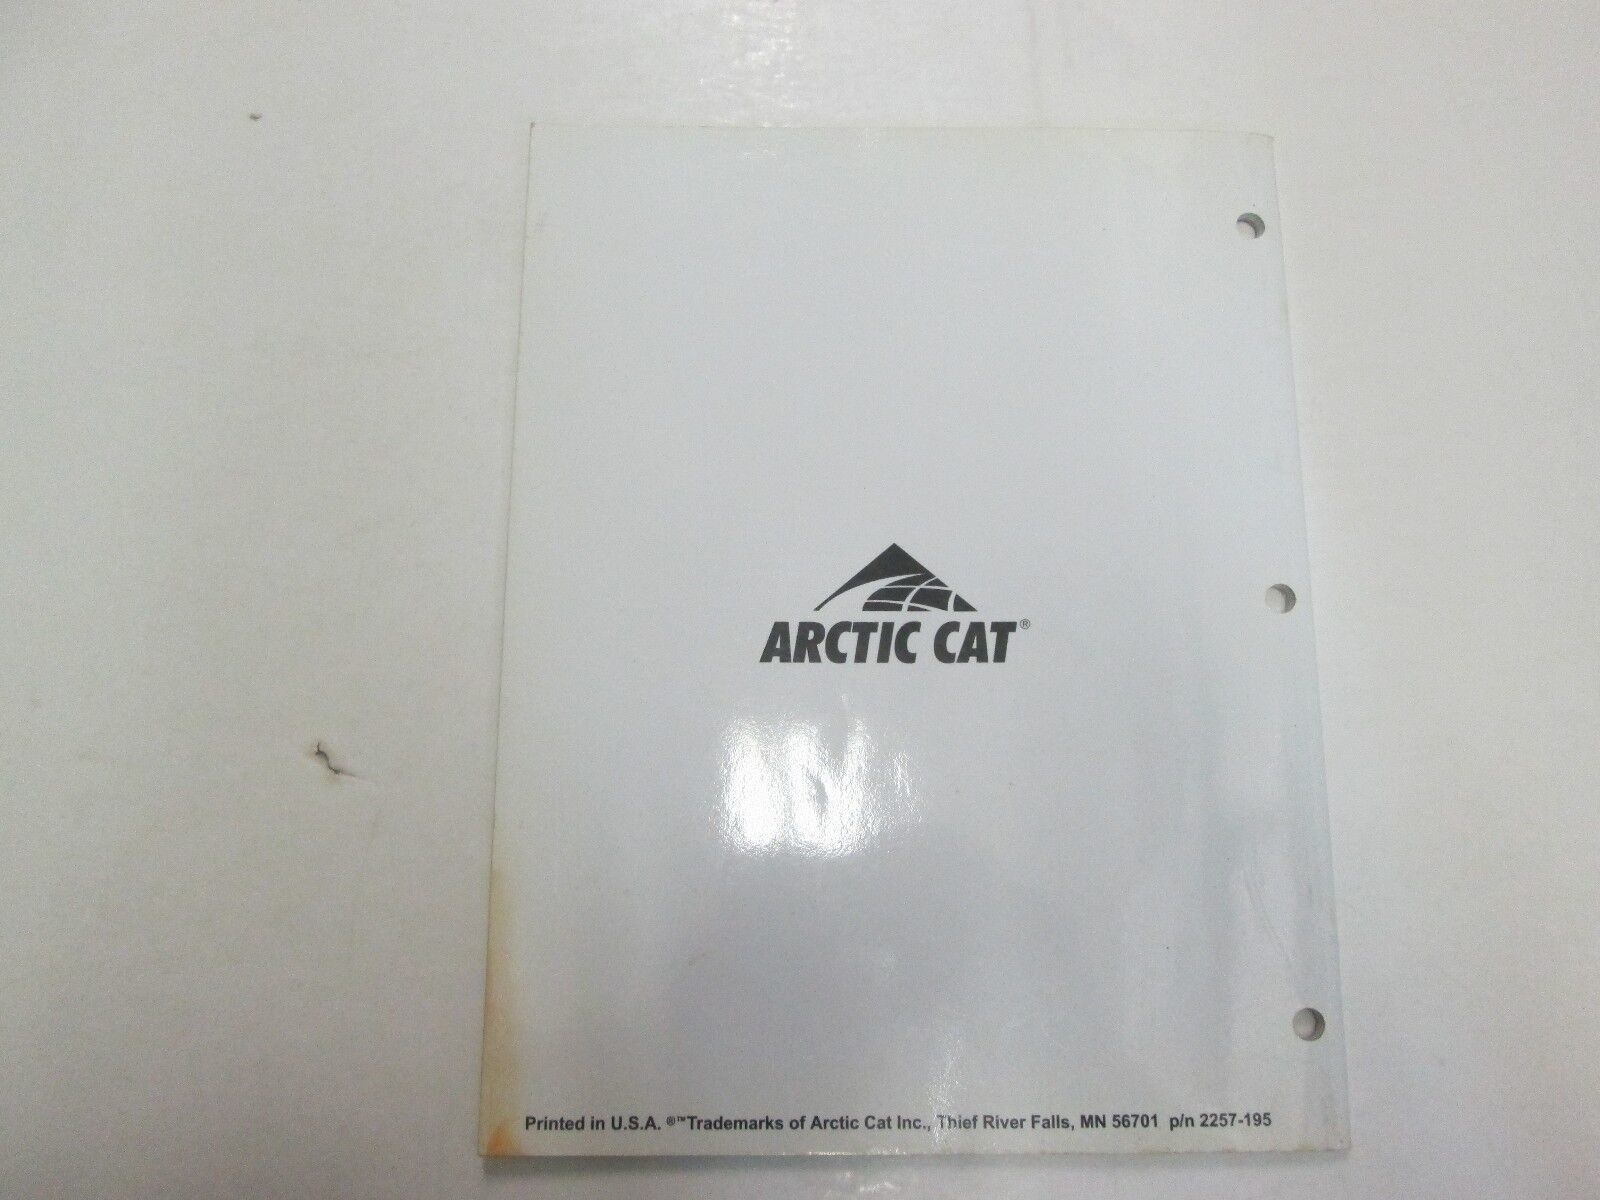 ARCTIC CAT®
Printed in U.S.A. ®™Trademarks of Arctic Cat Inc., Thief River Falls, MN 56701 p/n 2257-195